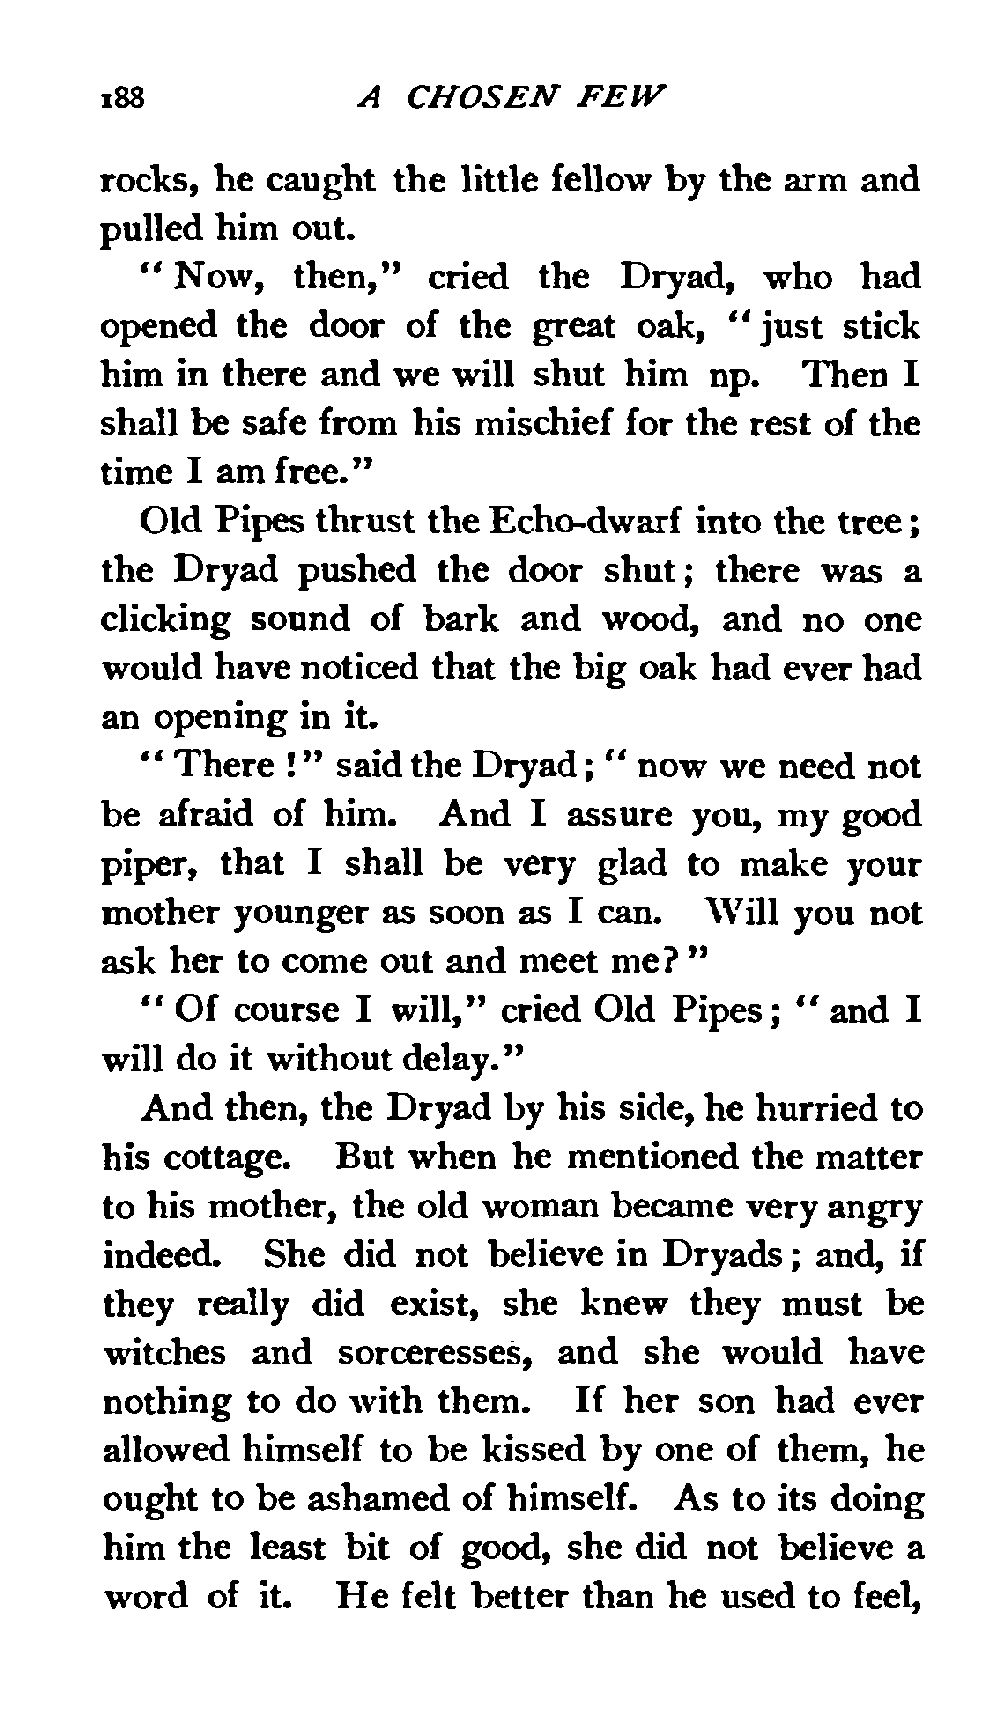 188 A CHOSEN FEW
rocks, he caught the little fellow by the arm and
pulled him out.
“ Now, then,” cried the Dryad, who had
opened the door of the great oak, “ just stick
him in there and we will shut him np. Then I
shall be safe from his mischief for the rest of the
time I am free.”
Old Pipes thrust the Echo-dwarf into the tree ;
the Dryad pushed the door shut ; there was a
clicking sound of bark and wood, and no one
would have noticed that the big oak had ever had
an opening in it.
“ There ! ” said the Dryad ; “ now we need not
be afraid of him. And I assure you, my good
piper, that I shall be very glad to make your
mother younger as soon as I can. Will you not
ask her to come out and meet me? ”
“ Of course I will,” cried Old Pipes ; “ and I
will do it without delay.”
And then, the Dryad by his side, he hurried to
his cottage. But when he mentioned the matter
to his mother, the old woman became very angry
indeed. She did not believe in Dryads ; and, if
they really did exist, she knew they must be
witches and sorceresses, and she would have
nothing to do with them. If her son had ever
allowed himself to be kissed by one of them, he
ought to be ashamed of himself. As to its doing
him the least bit of good, she did not believe a
word of it. He felt better than he used to feel,